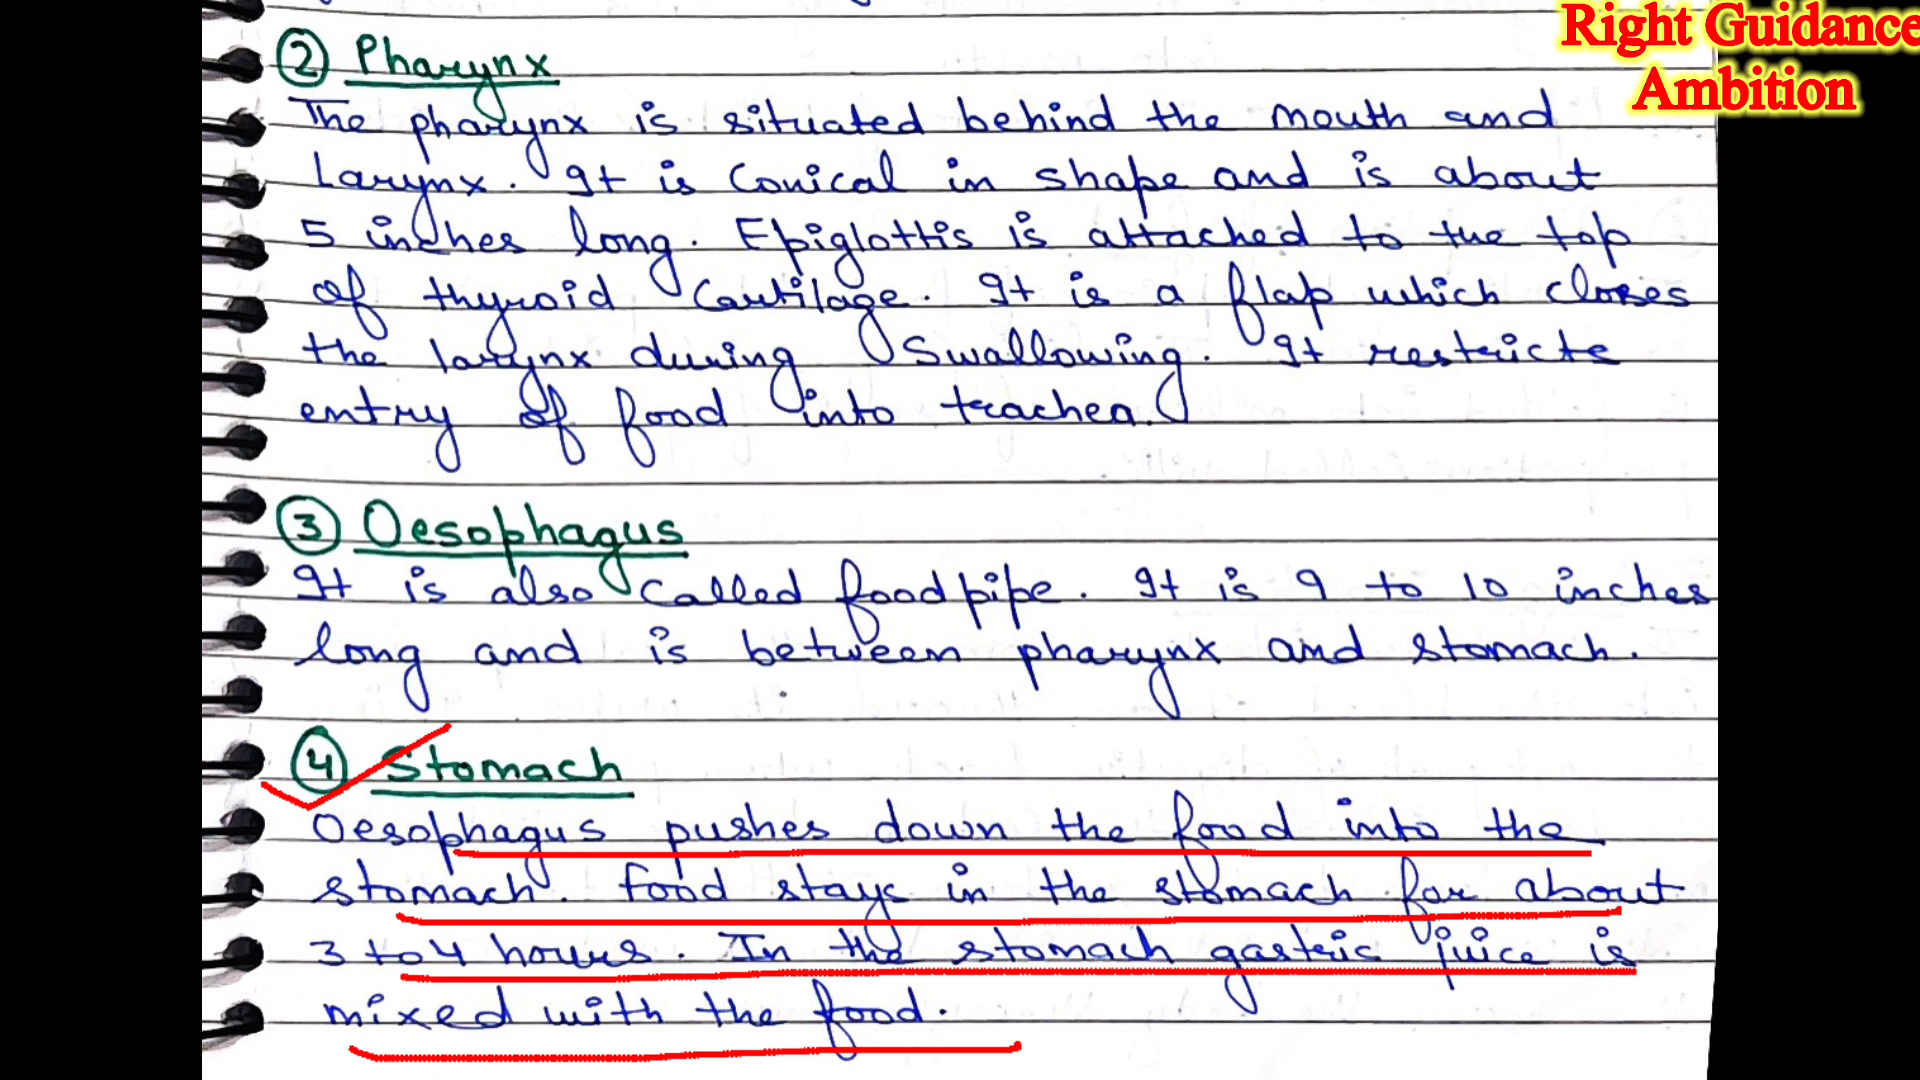 Right Guidance
Ambition
② Pharynx
The pharynx is situated behind the mouth and
Larynx. It is Conical in shape and is about
5 inches long. Epiglottis is attached to the top
of thyroid Cartilage. It is a flap which closes
the larynx during Swallowing. It restricts
entry of food into trachea.
③ Oesophagus
It is also called foodpipe. It is 9 to 10 inches
long and is between pharynx and stomach.
④ Stomach
Oesophagus pushes down the food into the
stomach. Food stays in the stomach for about
3 to 4 hours. In the stomach gastric juice is
mixed with the food.